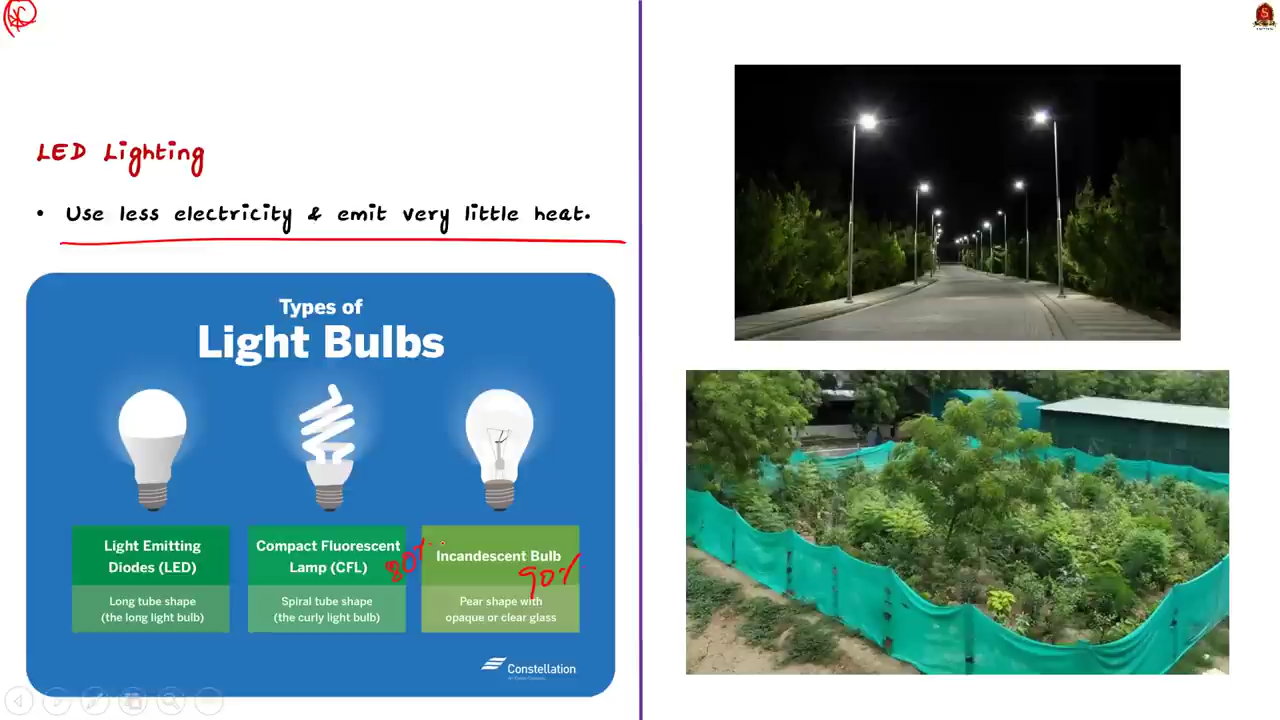 LED Lighting
• Use less electricity & emit very little heat.
Types of
Light Bulbs
Light Emitting
Diodes (LED)
Long tube shape
(the long light bulb)
Compact Fluorescent
Lamp (CFL)
80%
Spiral tube shape
(the curly light bulb)
Incandescent Bulb
90%
Pear shape with
opaque or clear glass
Constellation